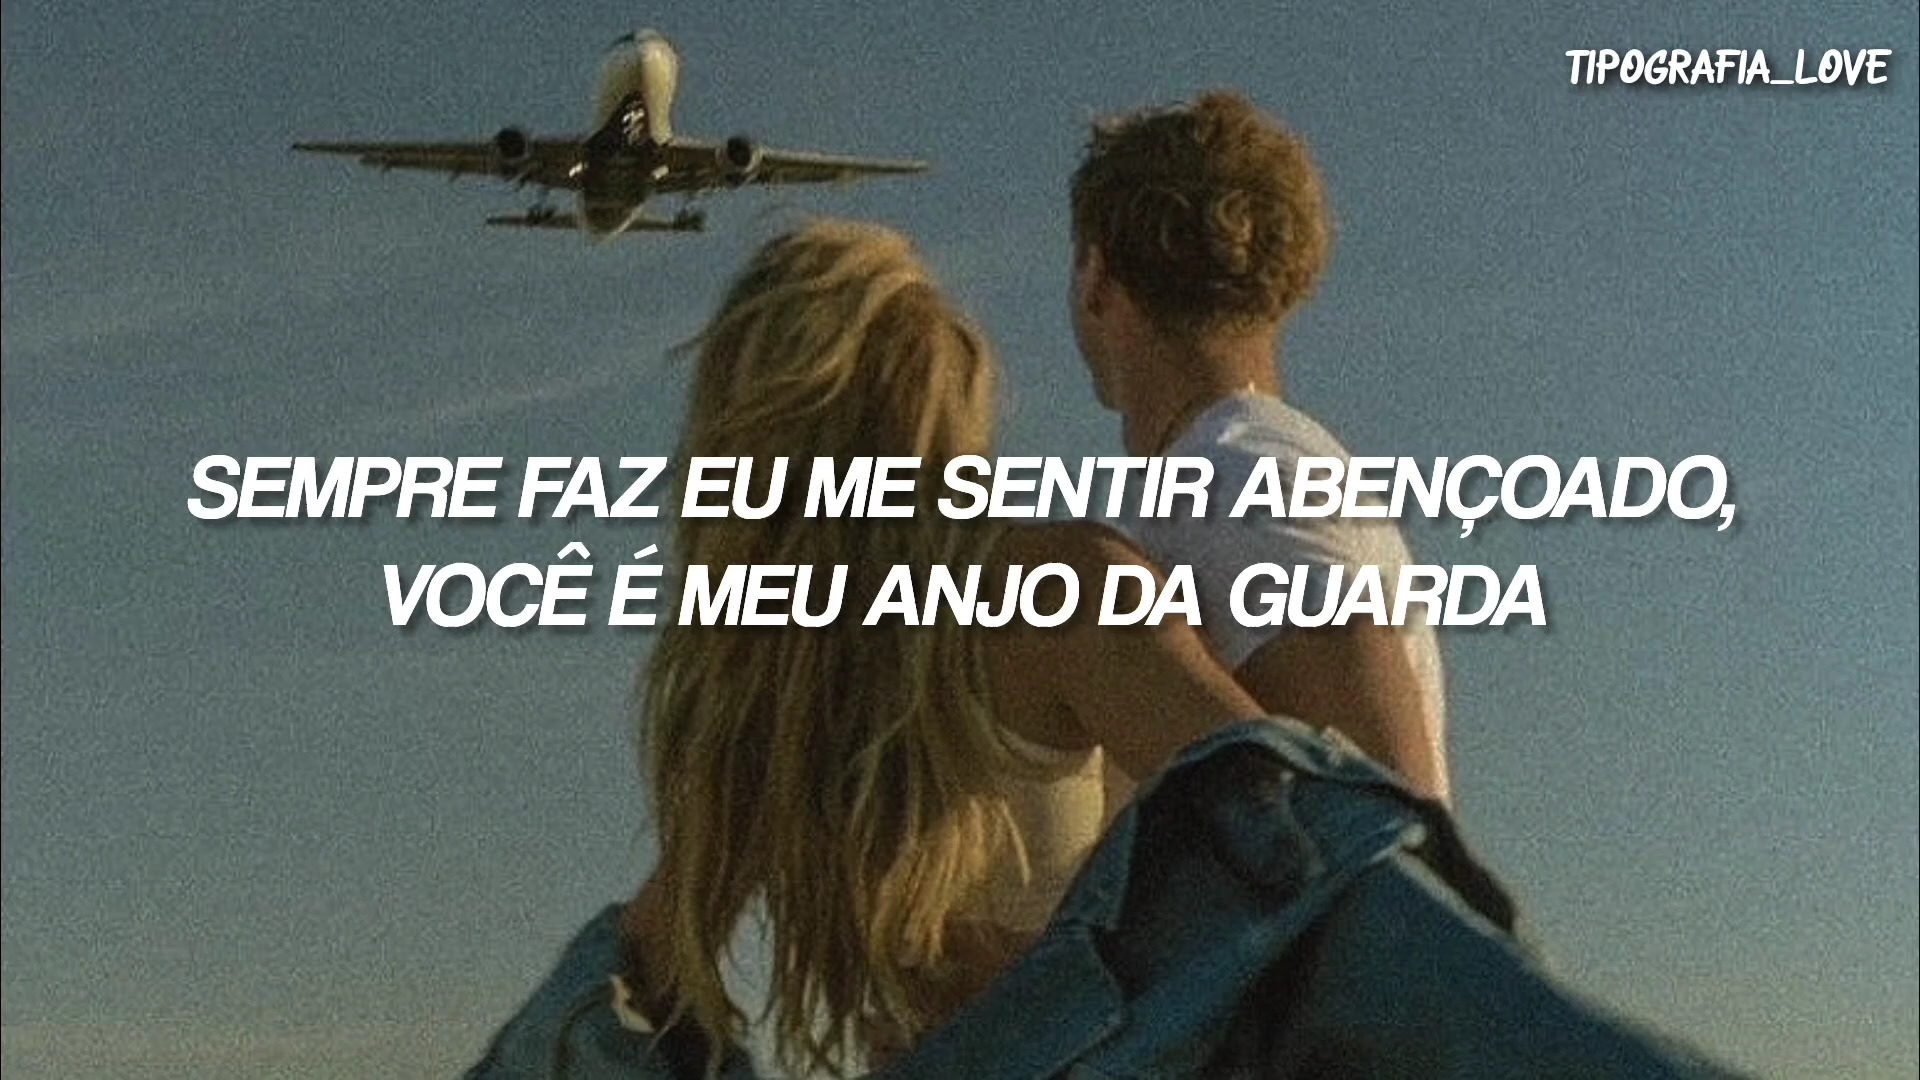 TIPOGRAFIA_LOVE
SEMPRE FAZ EU ME SENTIR ABENÇOADO,
VOCÊ É MEU ANJO DA GUARDA